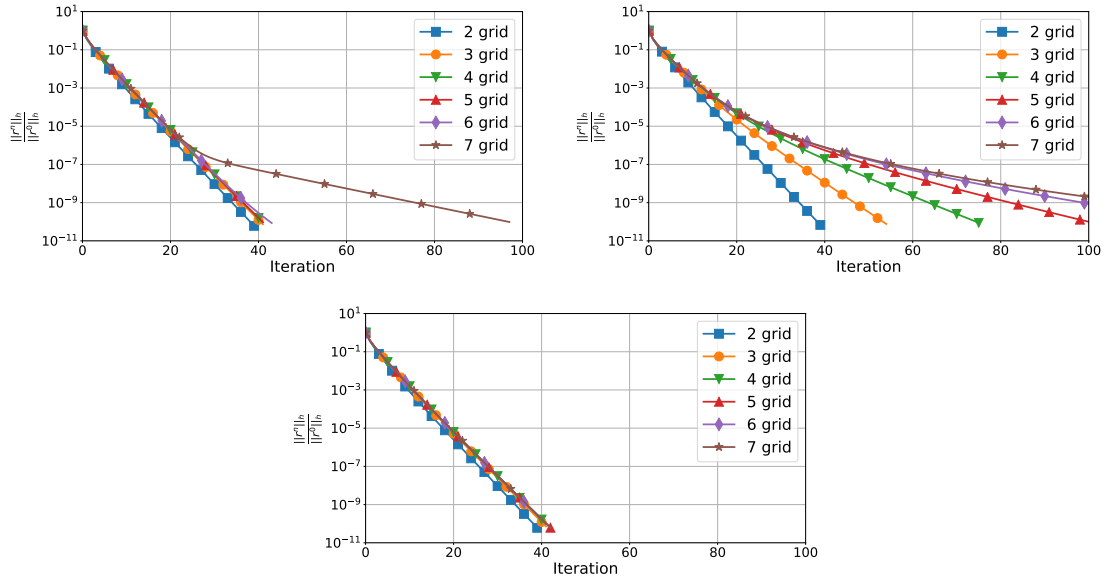 10^1
10^{-1}
10^{-3}
10^{-5}
10^{-7}
10^{-9}
10^{-11}
||r^n||_h
||r^0||_h
0 20 40 60 80 100
Iteration
2 grid
3 grid
4 grid
5 grid
6 grid
7 grid
10^1
10^{-1}
10^{-3}
10^{-5}
10^{-7}
10^{-9}
10^{-11}
||r^n||_h
||r^0||_h
0 20 40 60 80 100
Iteration
2 grid
3 grid
4 grid
5 grid
6 grid
7 grid
10^1
10^{-1}
10^{-3}
10^{-5}
10^{-7}
10^{-9}
10^{-11}
||r^n||_h
||r^0||_h
0 20 40 60 80 100
Iteration
2 grid
3 grid
4 grid
5 grid
6 grid
7 grid